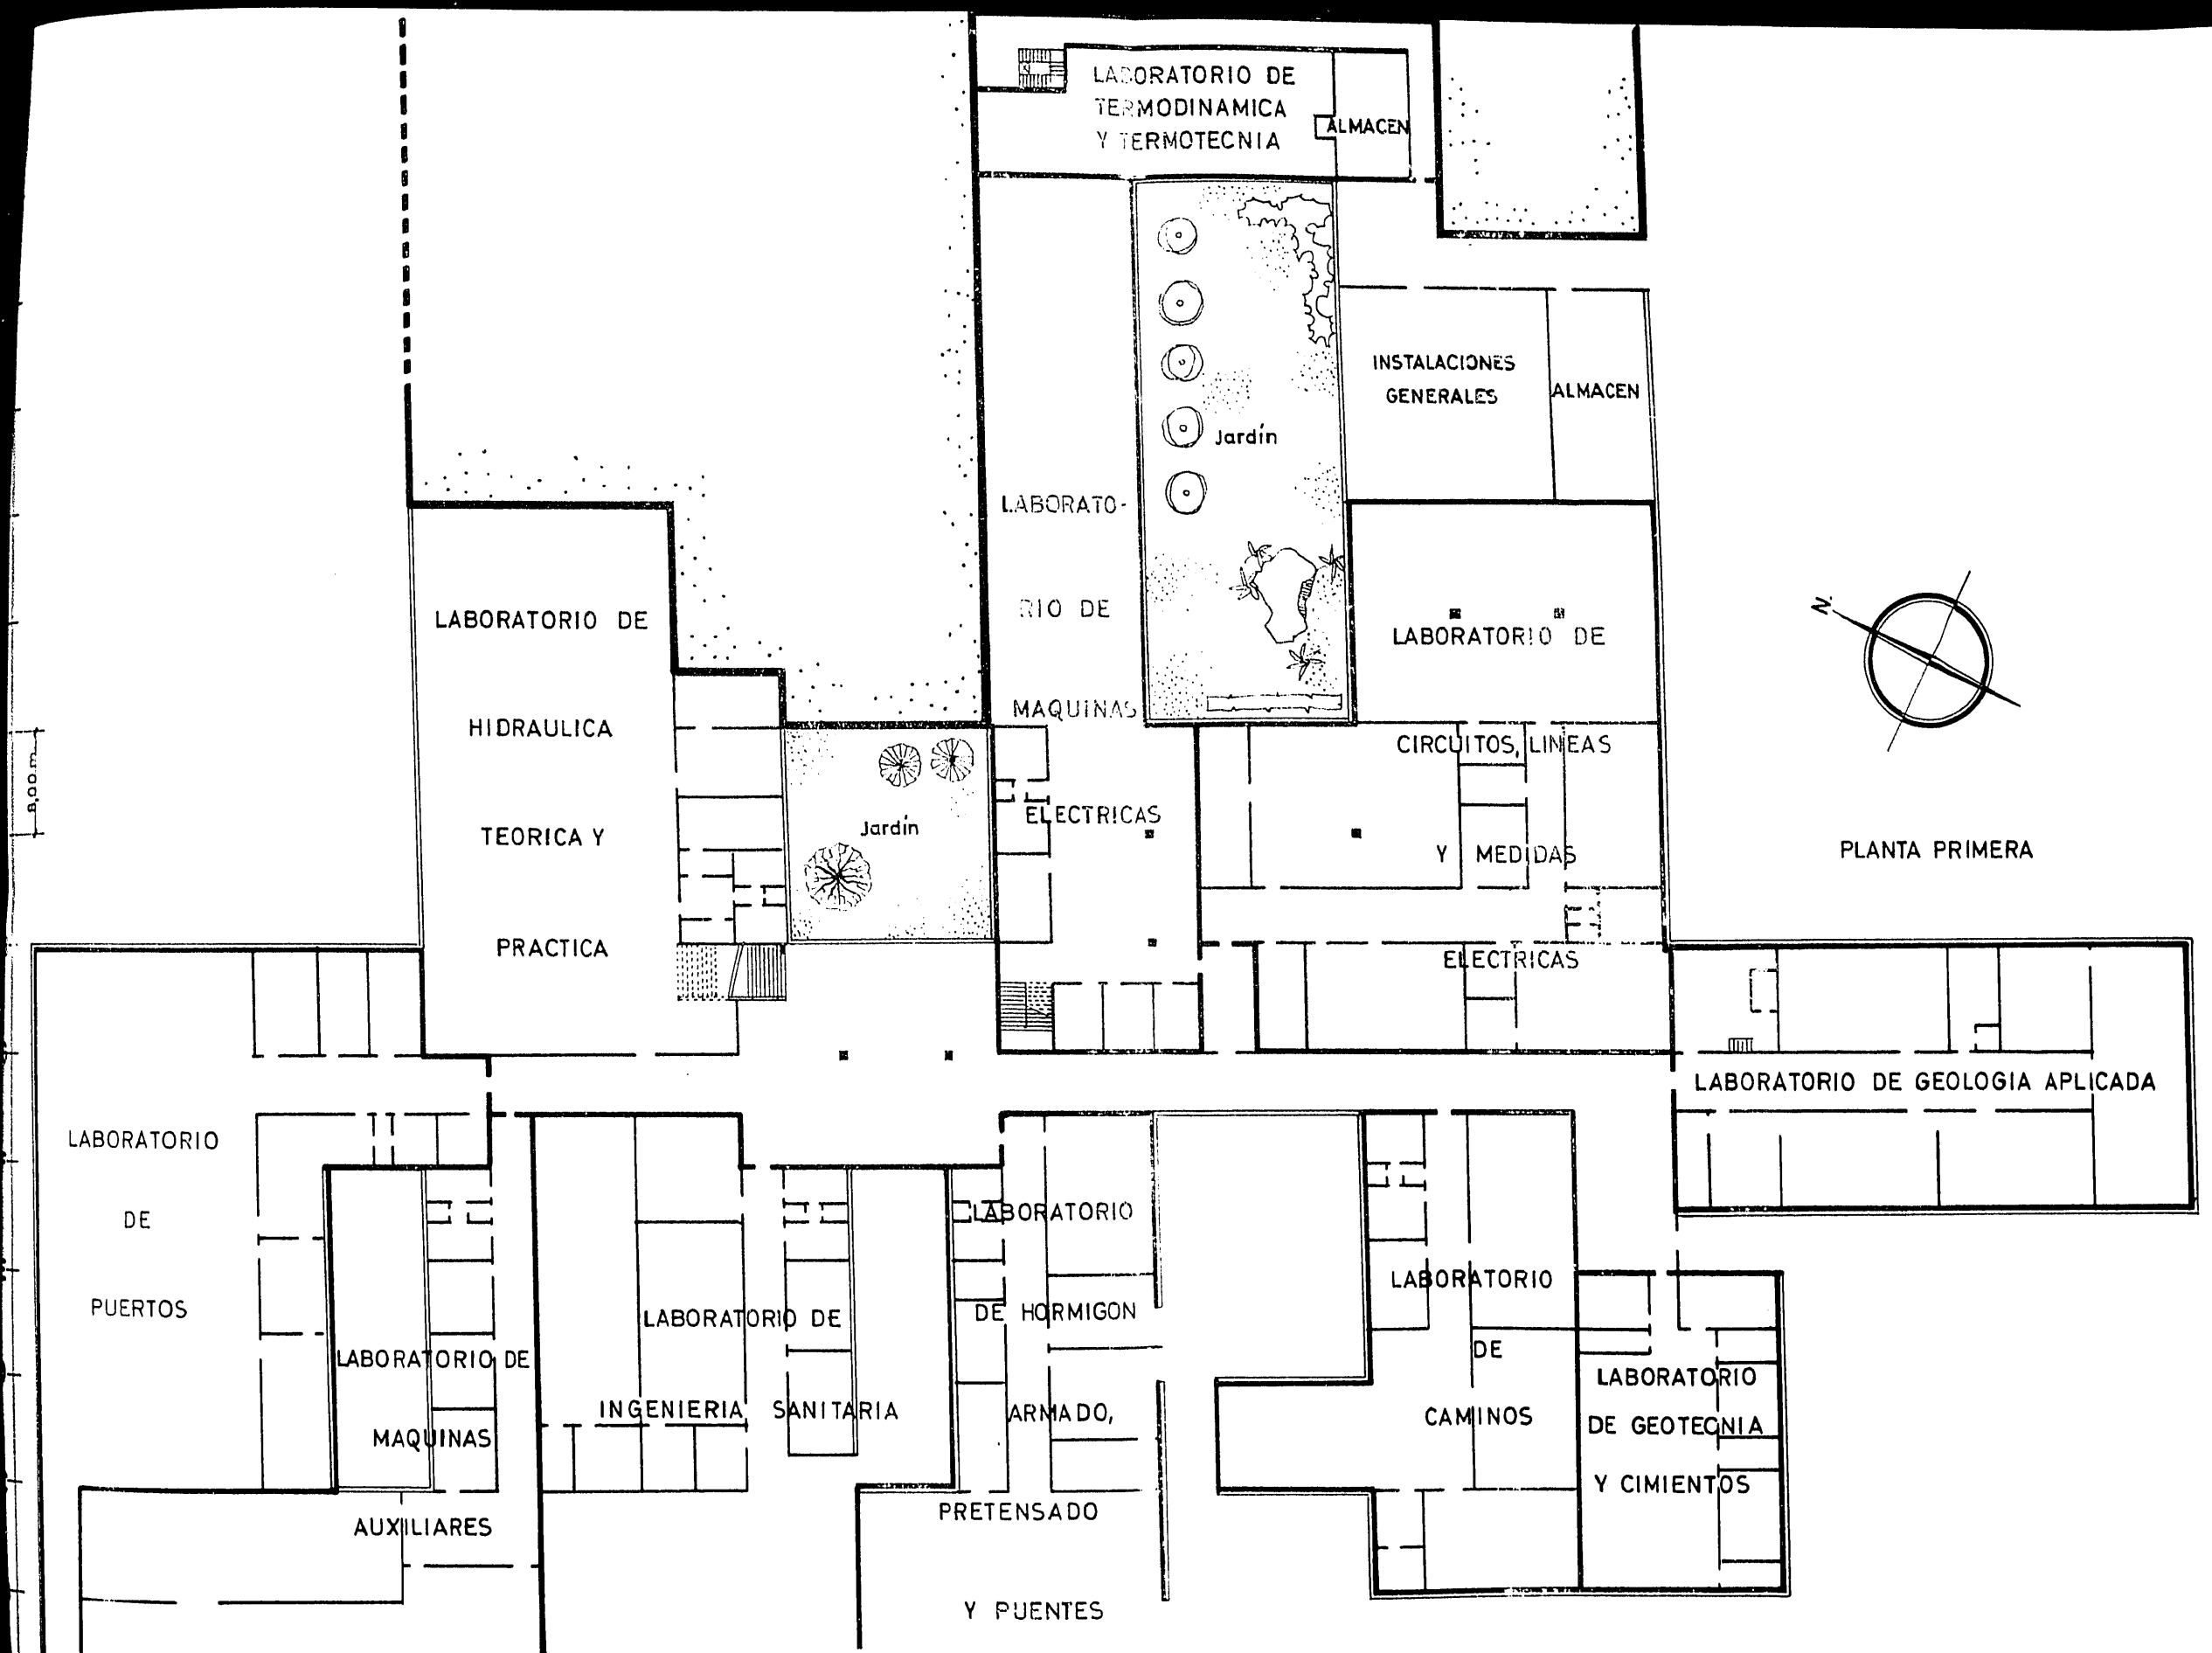 LABORATORIO DE
TERMODINAMICA
Y TERMOTECNIA
ALMACEN
INSTALACIONES
GENERALES
ALMACEN
Jardín
LABORATO-
RIO DE
MAQUINAS
ELECTRICAS
LABORATORIO DE
CIRCUITOS, LINEAS
Y MEDIDAS
ELECTRICAS
N.
PLANTA PRIMERA
LABORATORIO DE
HIDRAULICA
TEORICA Y
PRACTICA
Jardín
8,00 m
LABORATORIO DE GEOLOGIA APLICADA
LABORATORIO
DE
PUERTOS
LABORATORIO DE
MAQUINAS
AUXILIARES
LABORATORIO DE
INGENIERIA SANITARIA
LABORATORIO
DE HORMIGON
ARMADO,
PRETENSADO
Y PUENTES
LABORATORIO
DE
CAMINOS
LABORATORIO
DE GEOTECNIA
Y CIMIENTOS